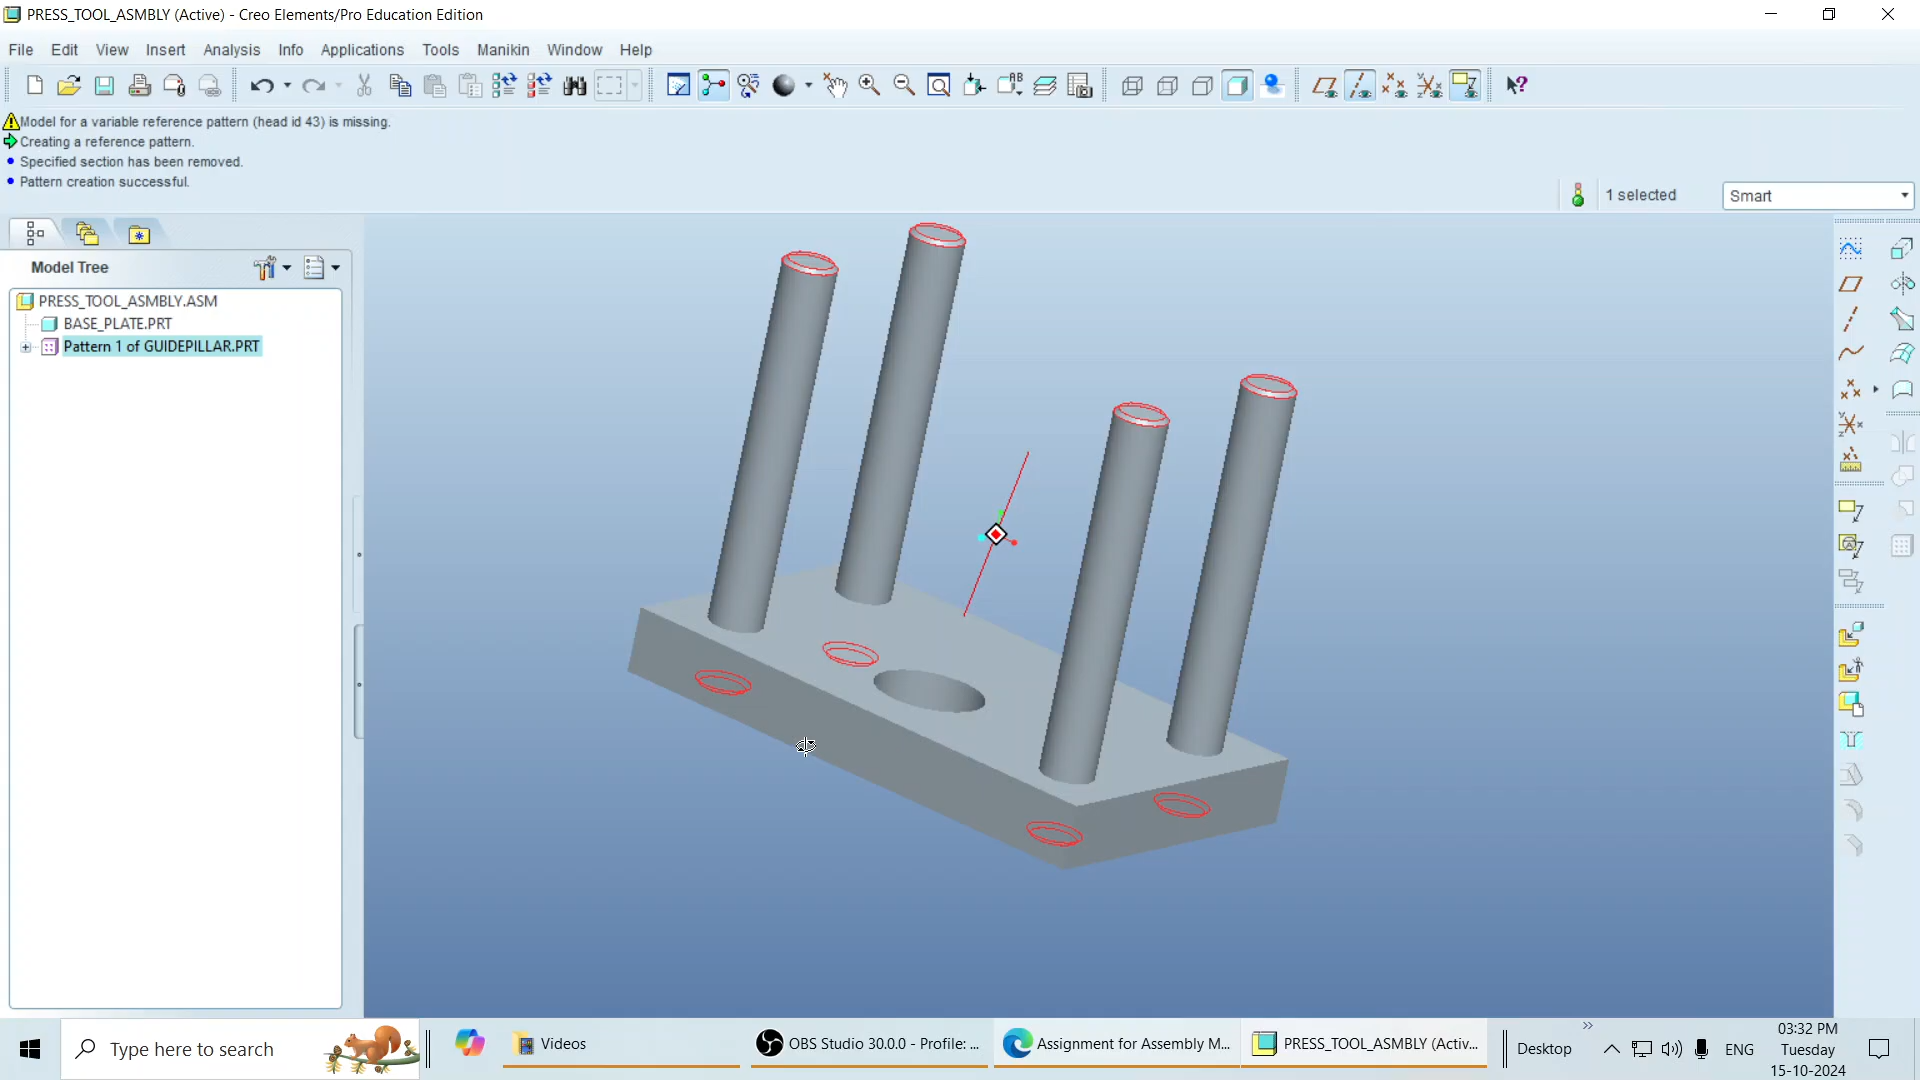 PRESS_TOOL_ASMBLY (Active) - Creo Elements/Pro Education Edition
File Edit View Insert Analysis Info Applications Tools Manikin Window Help
Model for a variable reference pattern (head id 43) is missing.
Creating a reference pattern.
Specified section has been removed.
Pattern creation successful.
1 selected
Smart
Model Tree
PRESS_TOOL_ASMBLY.ASM
BASE_PLATE.PRT
Pattern 1 of GUIDEPILLAR.PRT
Type here to search
Videos
OBS Studio 30.0.0 - Profile: ...
Assignment for Assembly M...
PRESS_TOOL_ASMBLY (Activ...
Desktop
ENG
03:32 PM
Tuesday
15-10-2024